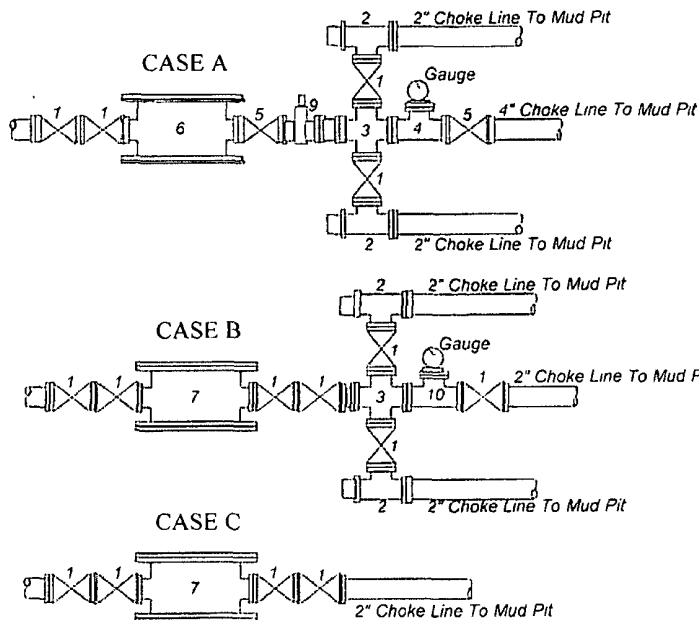 CASE A
2 2" Choke Line To Mud Pit
Gauge
1
1 1 6 5 9 3 4 5 4" Choke Line To Mud Pit
1
2 2" Choke Line To Mud Pit
CASE B
2 2" Choke Line To Mud Pit
Gauge
1
1 1 7 1 1 3 10 1 2" Choke Line To Mud P
1
2 2" Choke Line To Mud Pit
CASE C
1 1 7 1 1
2" Choke Line To Mud Pit